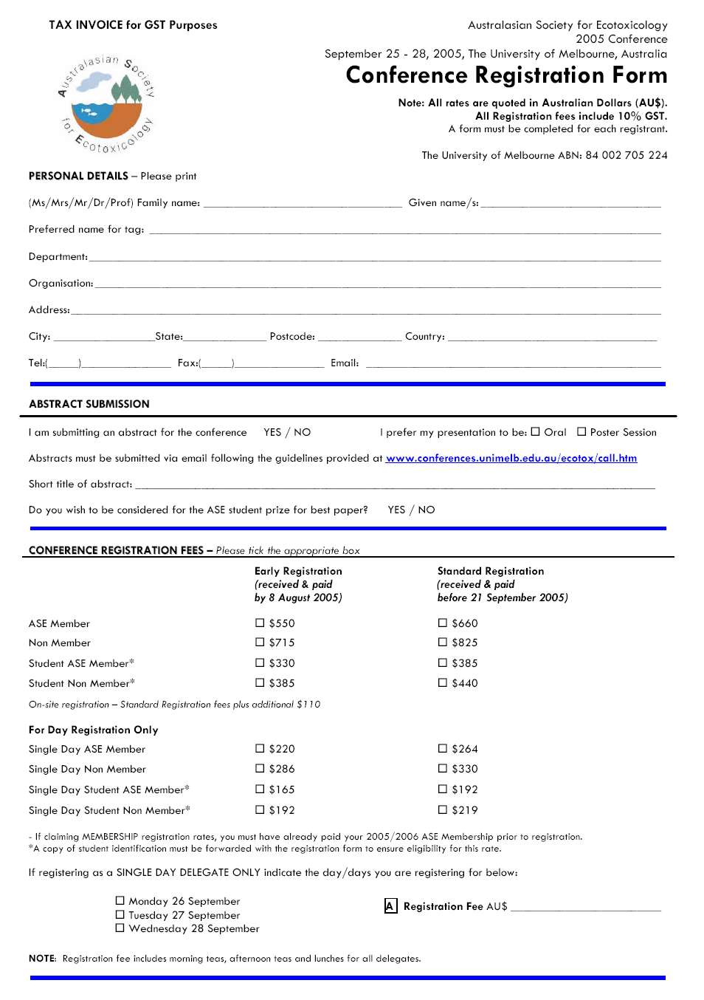 TAX INVOICE for GST Purposes
Australasian Society for Ecotoxicology
2005 Conference
September 25 - 28, 2005, The University of Melbourne, Australia
Conference Registration Form
Australasian Society
for Ecotoxicology
Note: All rates are quoted in Australian Dollars (AU$).
All Registration fees include 10% GST.
A form must be completed for each registrant.
The University of Melbourne ABN: 84 002 705 224
PERSONAL DETAILS – Please print
(Ms/Mrs/Mr/Dr/Prof) Family name: ______ Given name/s: ______
Preferred name for tag: ______
Department: ______
Organisation: ______
Address: ______
City: ______ State: ______ Postcode: ______ Country: ______
Tel:(_____)______ Fax:(_____)______ Email: ______
ABSTRACT SUBMISSION
I am submitting an abstract for the conference YES / NO I prefer my presentation to be: ☐ Oral ☐ Poster Session
Abstracts must be submitted via email following the guidelines provided at www.conferences.unimelb.edu.au/ecotox/call.htm
Short title of abstract: ______
Do you wish to be considered for the ASE student prize for best paper? YES / NO
CONFERENCE REGISTRATION FEES – Please tick the appropriate box
Early Registration Standard Registration
(received & paid (received & paid
by 8 August 2005) before 21 September 2005)
ASE Member ☐ $550 ☐ $660
Non Member ☐ $715 ☐ $825
Student ASE Member* ☐ $330 ☐ $385
Student Non Member* ☐ $385 ☐ $440
On-site registration – Standard Registration fees plus additional $110
For Day Registration Only
Single Day ASE Member ☐ $220 ☐ $264
Single Day Non Member ☐ $286 ☐ $330
Single Day Student ASE Member* ☐ $165 ☐ $192
Single Day Student Non Member* ☐ $192 ☐ $219
- If claiming MEMBERSHIP registration rates, you must have already paid your 2005/2006 ASE Membership prior to registration.
*A copy of student identification must be forwarded with the registration form to ensure eligibility for this rate.
If registering as a SINGLE DAY DELEGATE ONLY indicate the day/days you are registering for below:
☐ Monday 26 September
☐ Tuesday 27 September
☐ Wednesday 28 September
A Registration Fee AU$ ______
NOTE: Registration fee includes morning teas, afternoon teas and lunches for all delegates.